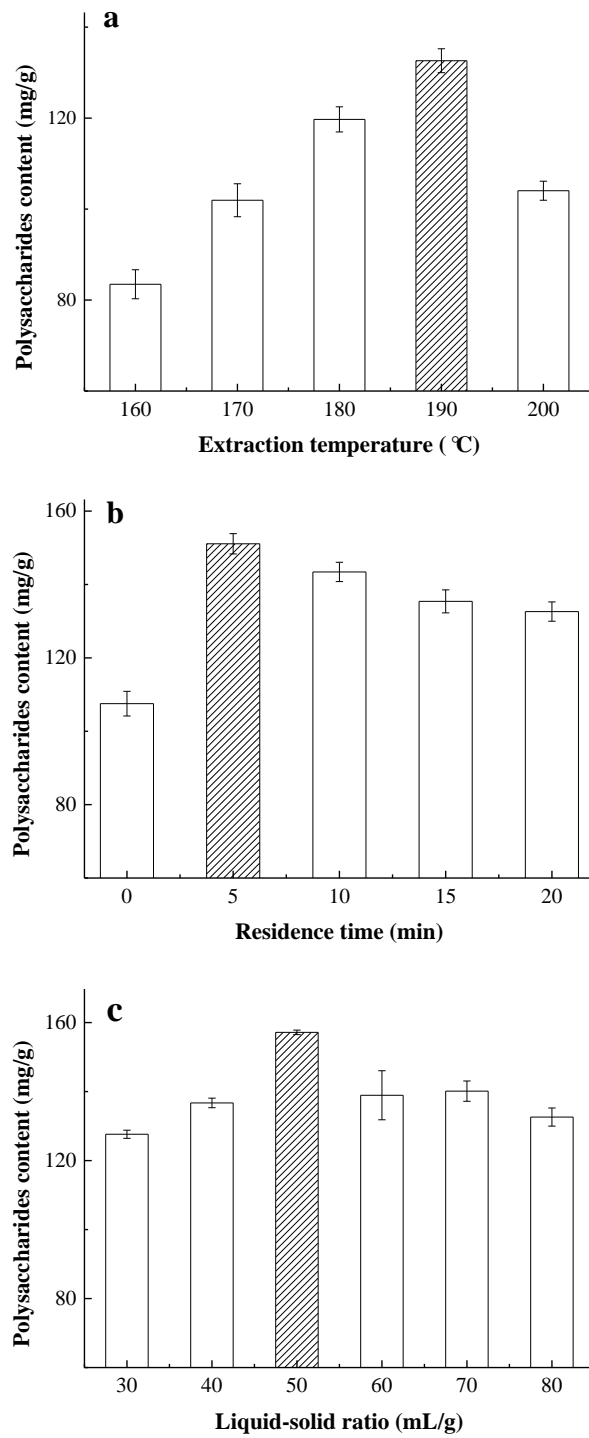 a
Polysaccharides content (mg/g)
120
80
160 170 180 190 200
Extraction temperature ( °C)
b
Polysaccharides content (mg/g)
160
120
80
0 5 10 15 20
Residence time (min)
c
Polysaccharides content (mg/g)
160
120
80
30 40 50 60 70 80
Liquid-solid ratio (mL/g)